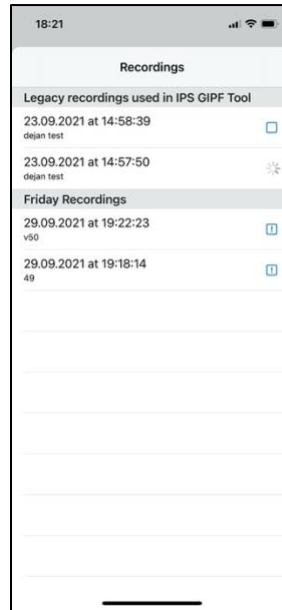 18:21
Recordings
Legacy recordings used in IPS GIPF Tool
23.09.2021 at 14:58:39
dejan test
23.09.2021 at 14:57:50
dejan test
Friday Recordings
29.09.2021 at 19:22:23
v50
29.09.2021 at 19:18:14
49